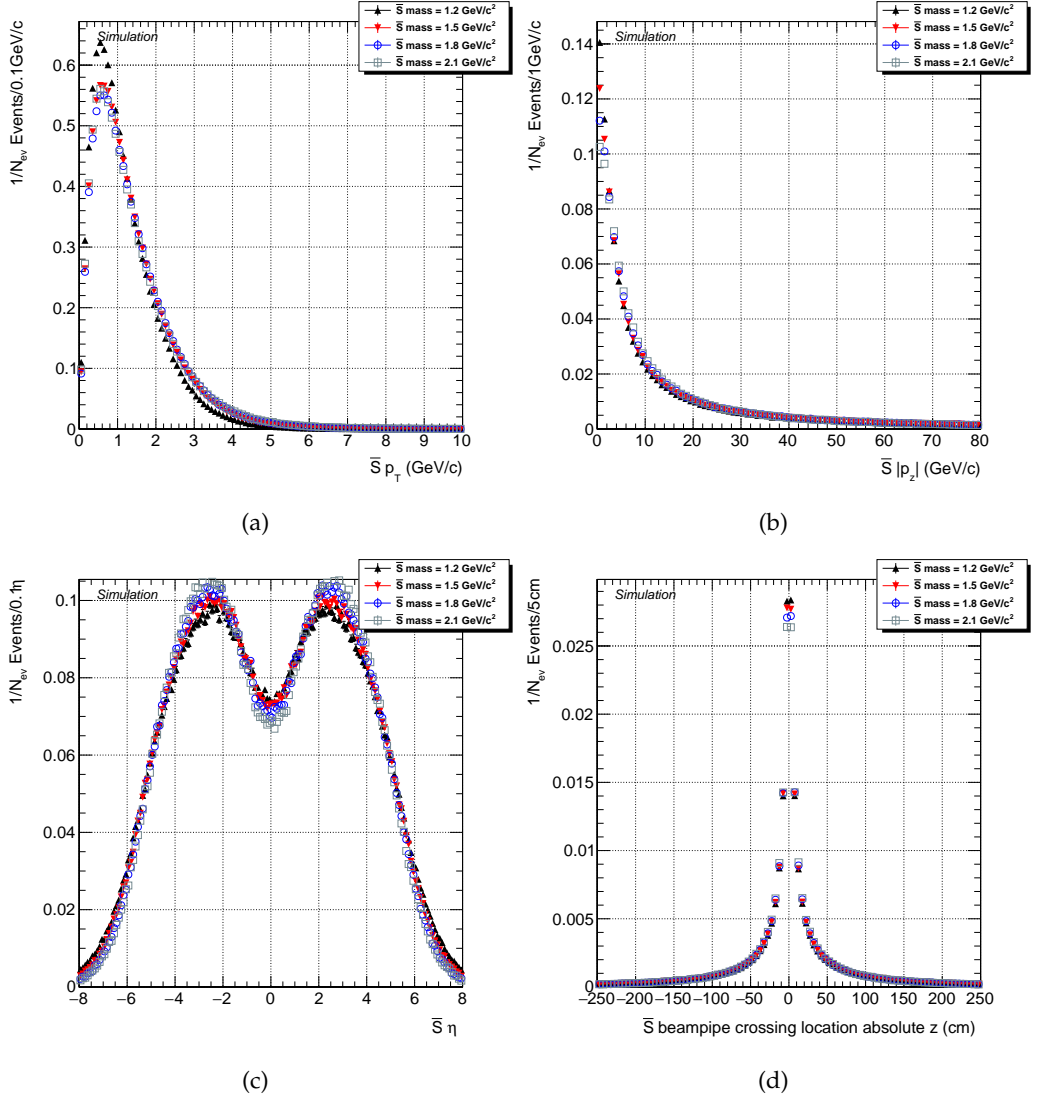 1/N_ev Events/0.1GeV/c
Simulation
S̅ mass = 1.2 GeV/c²
S̅ mass = 1.5 GeV/c²
S̅ mass = 1.8 GeV/c²
S̅ mass = 2.1 GeV/c²
0.6
0.5
0.4
0.3
0.2
0.1
0
0 1 2 3 4 5 6 7 8 9 10
S̅ p_T (GeV/c)
(a)
1/N_ev Events/1GeV/c
Simulation
S̅ mass = 1.2 GeV/c²
S̅ mass = 1.5 GeV/c²
S̅ mass = 1.8 GeV/c²
S̅ mass = 2.1 GeV/c²
0.14
0.12
0.1
0.08
0.06
0.04
0.02
0
0 10 20 30 40 50 60 70 80
S̅ |p_z| (GeV/c)
(b)
1/N_ev Events/0.1η
Simulation
S̅ mass = 1.2 GeV/c²
S̅ mass = 1.5 GeV/c²
S̅ mass = 1.8 GeV/c²
S̅ mass = 2.1 GeV/c²
0.1
0.08
0.06
0.04
0.02
0
−8 −6 −4 −2 0 2 4 6 8
S̅ η
(c)
1/N_ev Events/5cm
Simulation
S̅ mass = 1.2 GeV/c²
S̅ mass = 1.5 GeV/c²
S̅ mass = 1.8 GeV/c²
S̅ mass = 2.1 GeV/c²
0.025
0.02
0.015
0.01
0.005
0
−250 −200 −150 −100 −50 0 50 100 150 200 250
S̅ beampipe crossing location absolute z (cm)
(d)